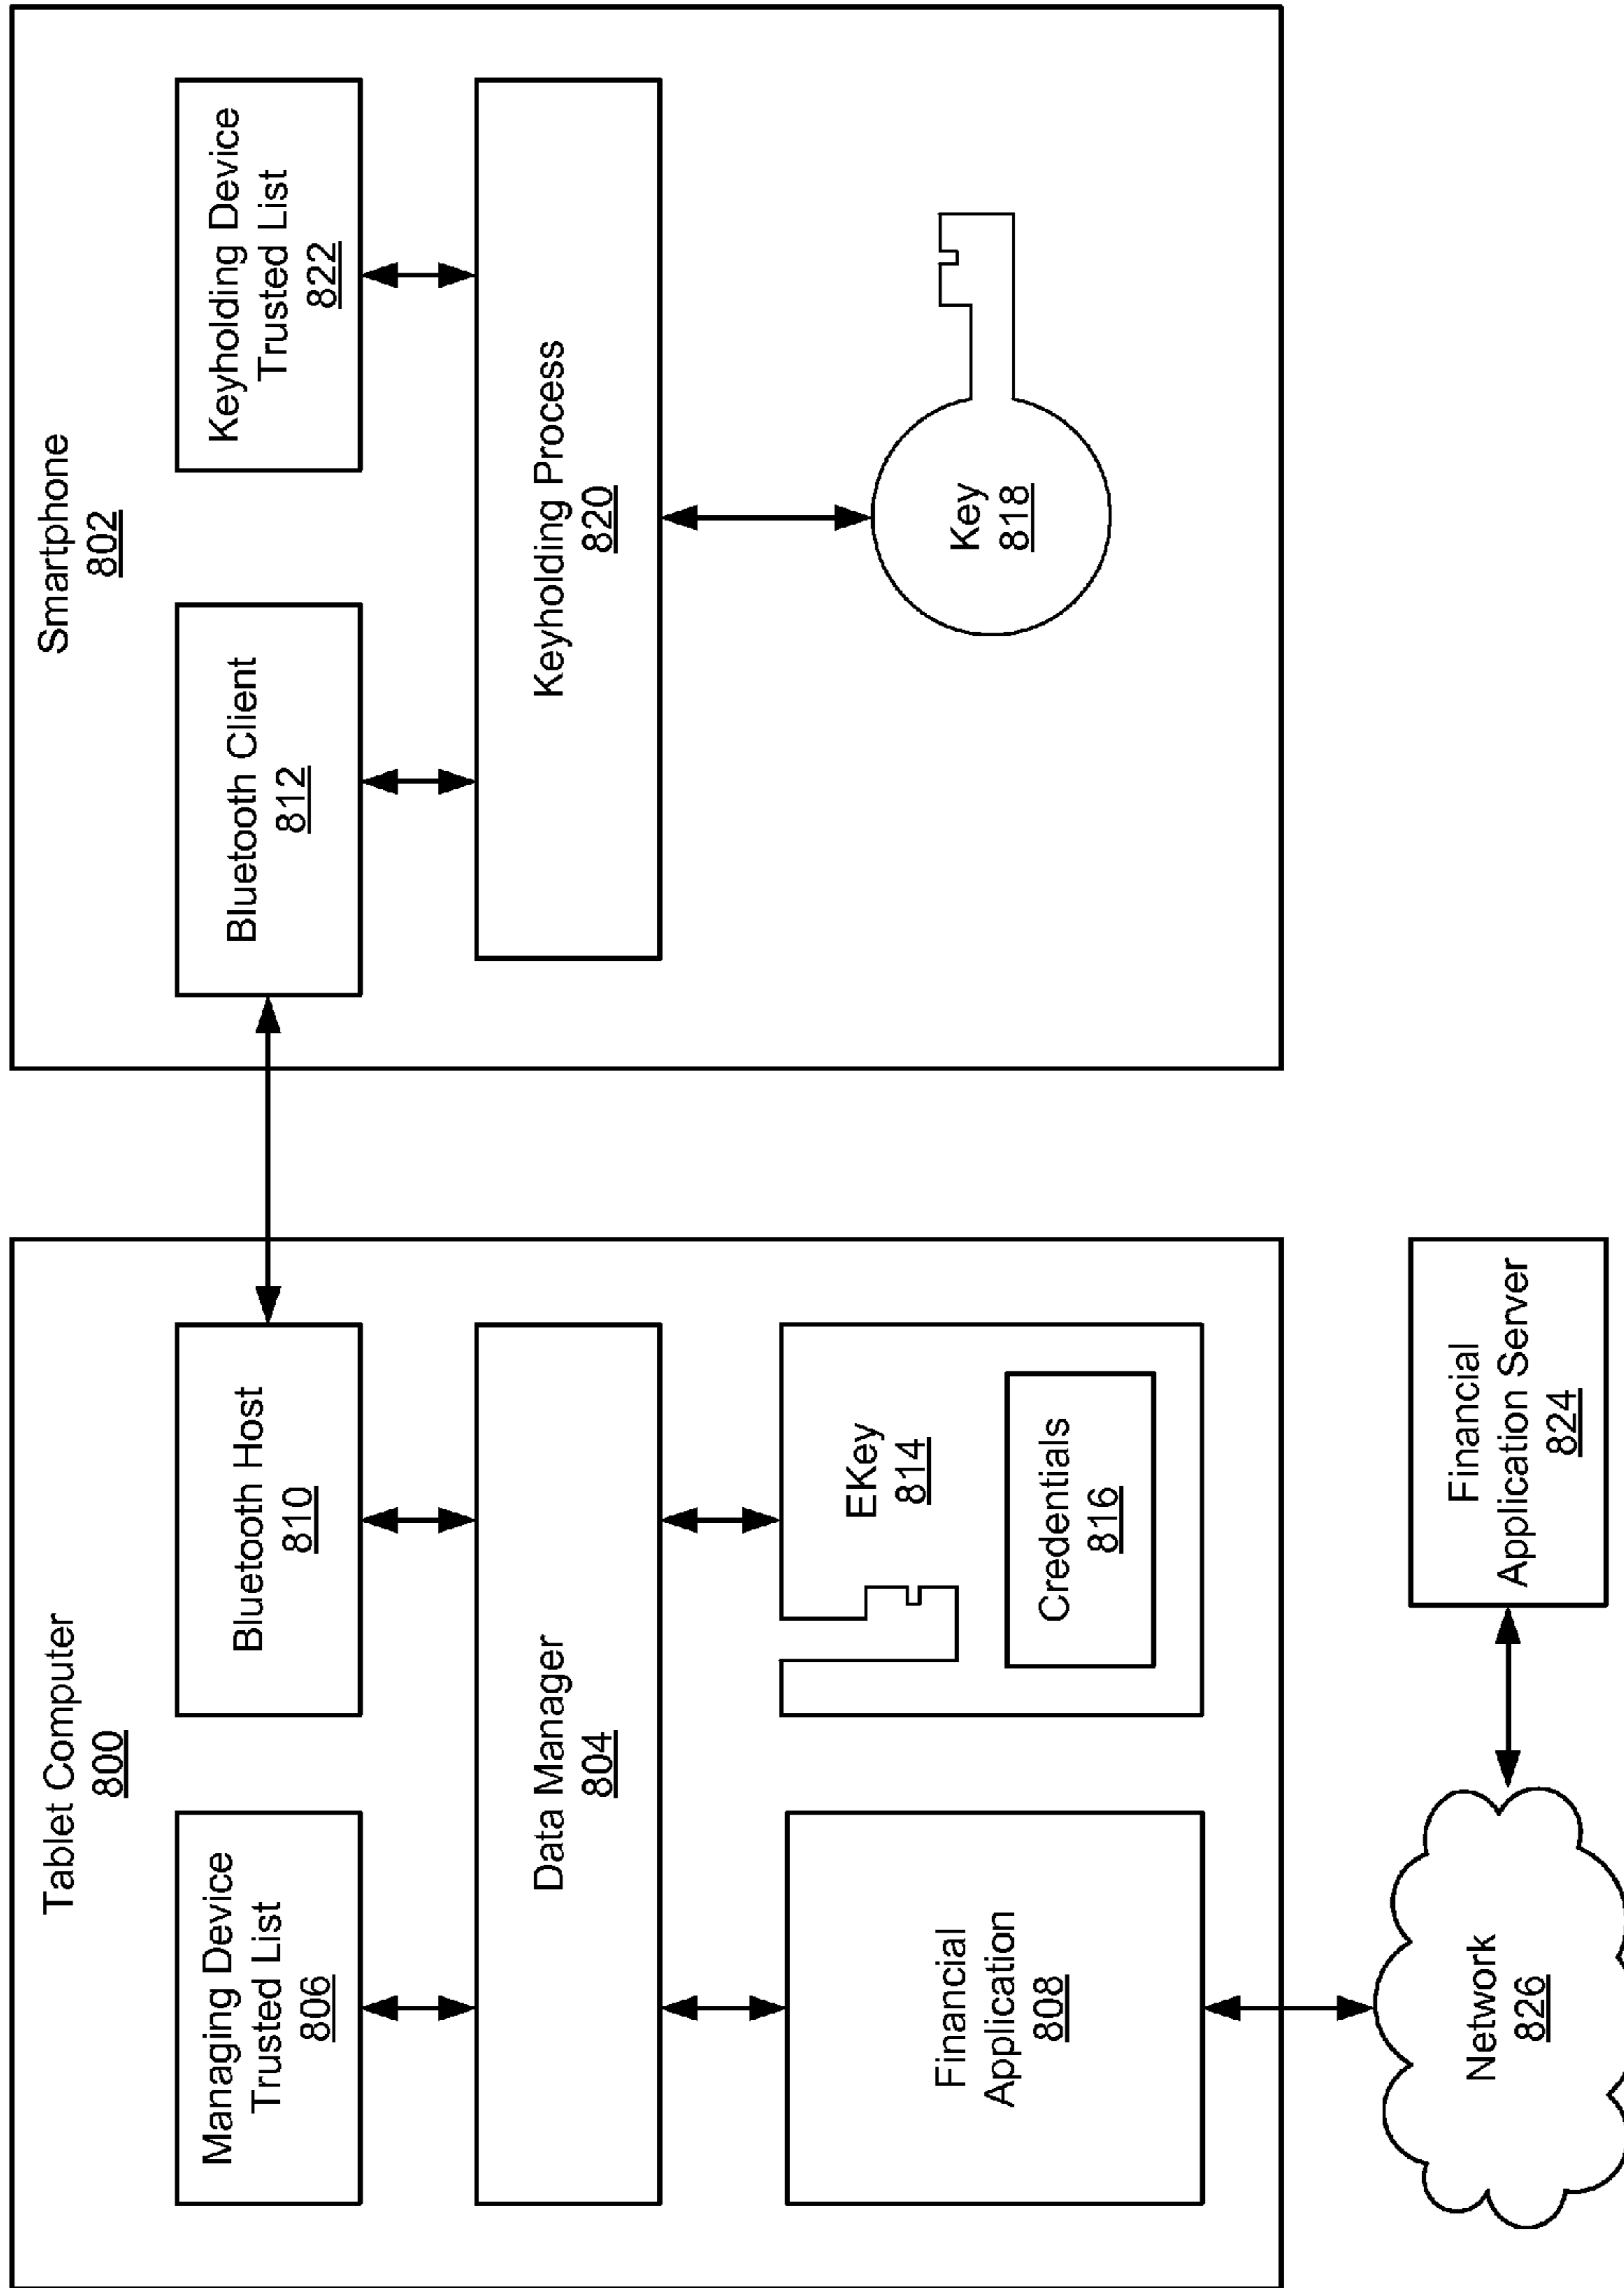 Tablet Computer
800
Managing Device
Trusted List
806
Bluetooth Host
810
Data Manager
804
Financial
Application
808
EKey
814
Credentials
816
Network
826
Financial
Application Server
824
Smartphone
802
Bluetooth Client
812
Keyholding Device
Trusted List
822
Keyholding Process
820
Key
818